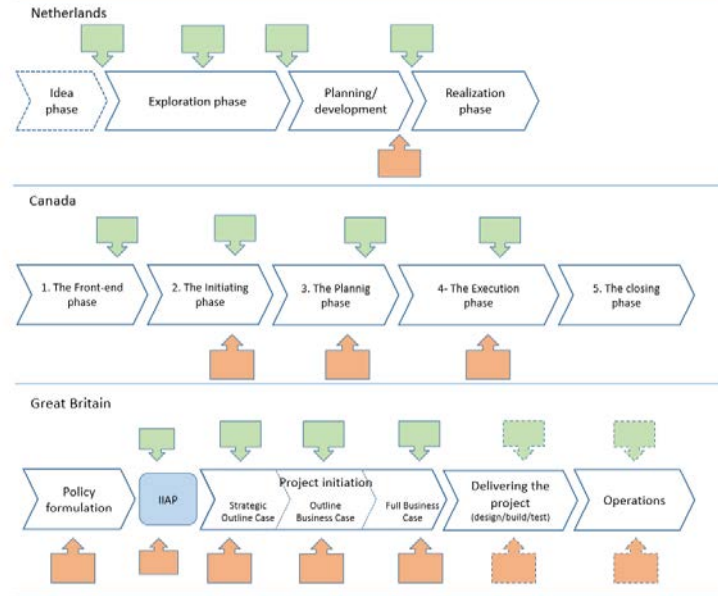 Netherlands
Idea
phase
Exploration phase
Planning/
development
Realization
phase
Canada
1. The Front-end
phase
2. The Initiating
phase
3. The Plannig
phase
4- The Execution
phase
5. The closing
phase
Great Britain
Policy
formulation
IIAP
Project initiation
Strategic
Outline Case
Outline
Business Case
Full Business
Case
Delivering the
project
(design/build/test)
Operations